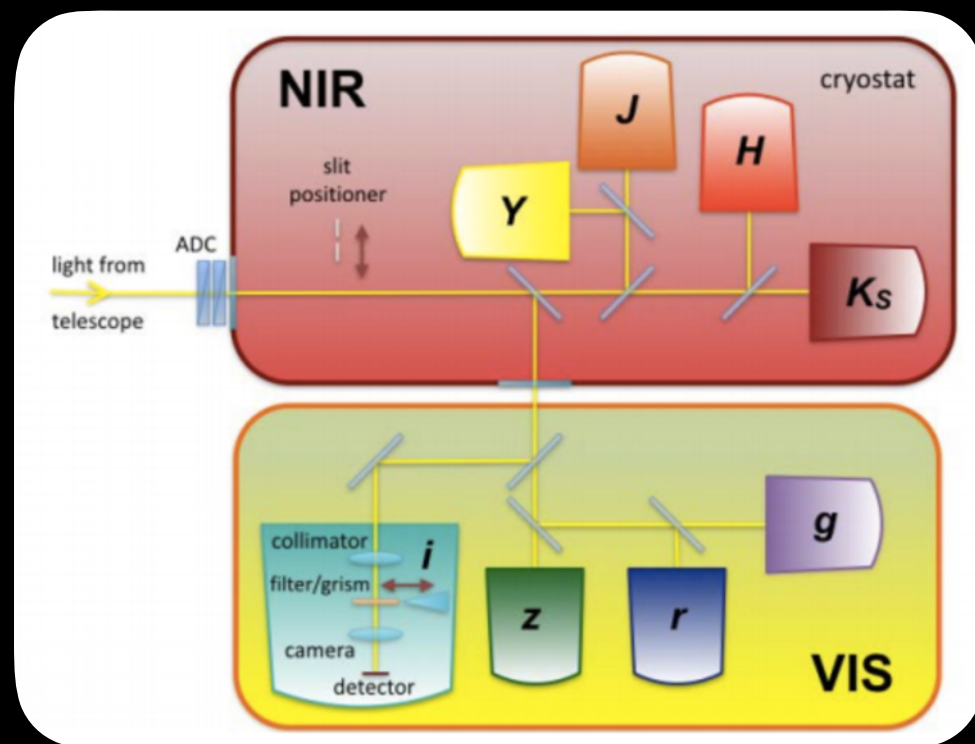 NIR
cryostat
J
H
slit
positioner
Y
ADC
light from
telescope
Ks
collimator
i
filter/grism
camera
detector
z
r
g
VIS